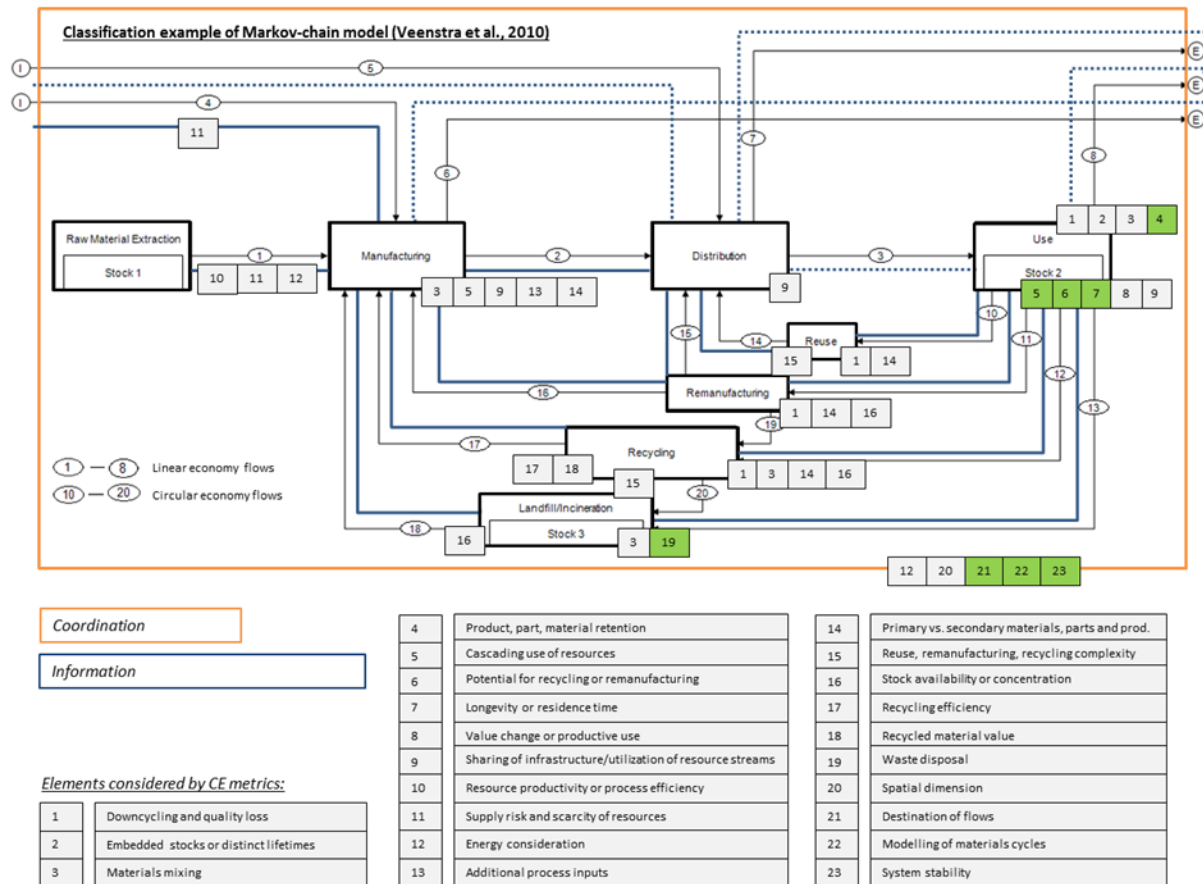 Classification example of Markov-chain model (Veenstra et al., 2010)
I
5
E
I
4
E
11
7
E
6
8
1 2 3 4
Raw Material Extraction
Stock 1
1
Manufacturing
2
Distribution
3
Use
Stock 2
10 11 12
3 5 9 13 14
9
5 6 7 8 9
10
15
14
Reuse
11
15
1 14
12
16
Remanufacturing
13
1 14 16
19
17
Recycling
1 — 8 Linear economy flows
17 18
1 3 14 16
15
10 — 20 Circular economy flows
20
18
Landfill/Incineration
Stock 3
16
3 19
12 20 21 22 23
Coordination
Information
Elements considered by CE metrics:
1 Downcycling and quality loss
2 Embedded stocks or distinct lifetimes
3 Materials mixing
4 Product, part, material retention
5 Cascading use of resources
6 Potential for recycling or remanufacturing
7 Longevity or residence time
8 Value change or productive use
9 Sharing of infrastructure/utilization of resource streams
10 Resource productivity or process efficiency
11 Supply risk and scarcity of resources
12 Energy consideration
13 Additional process inputs
14 Primary vs. secondary materials, parts and prod.
15 Reuse, remanufacturing, recycling complexity
16 Stock availability or concentration
17 Recycling efficiency
18 Recycled material value
19 Waste disposal
20 Spatial dimension
21 Destination of flows
22 Modelling of materials cycles
23 System stability